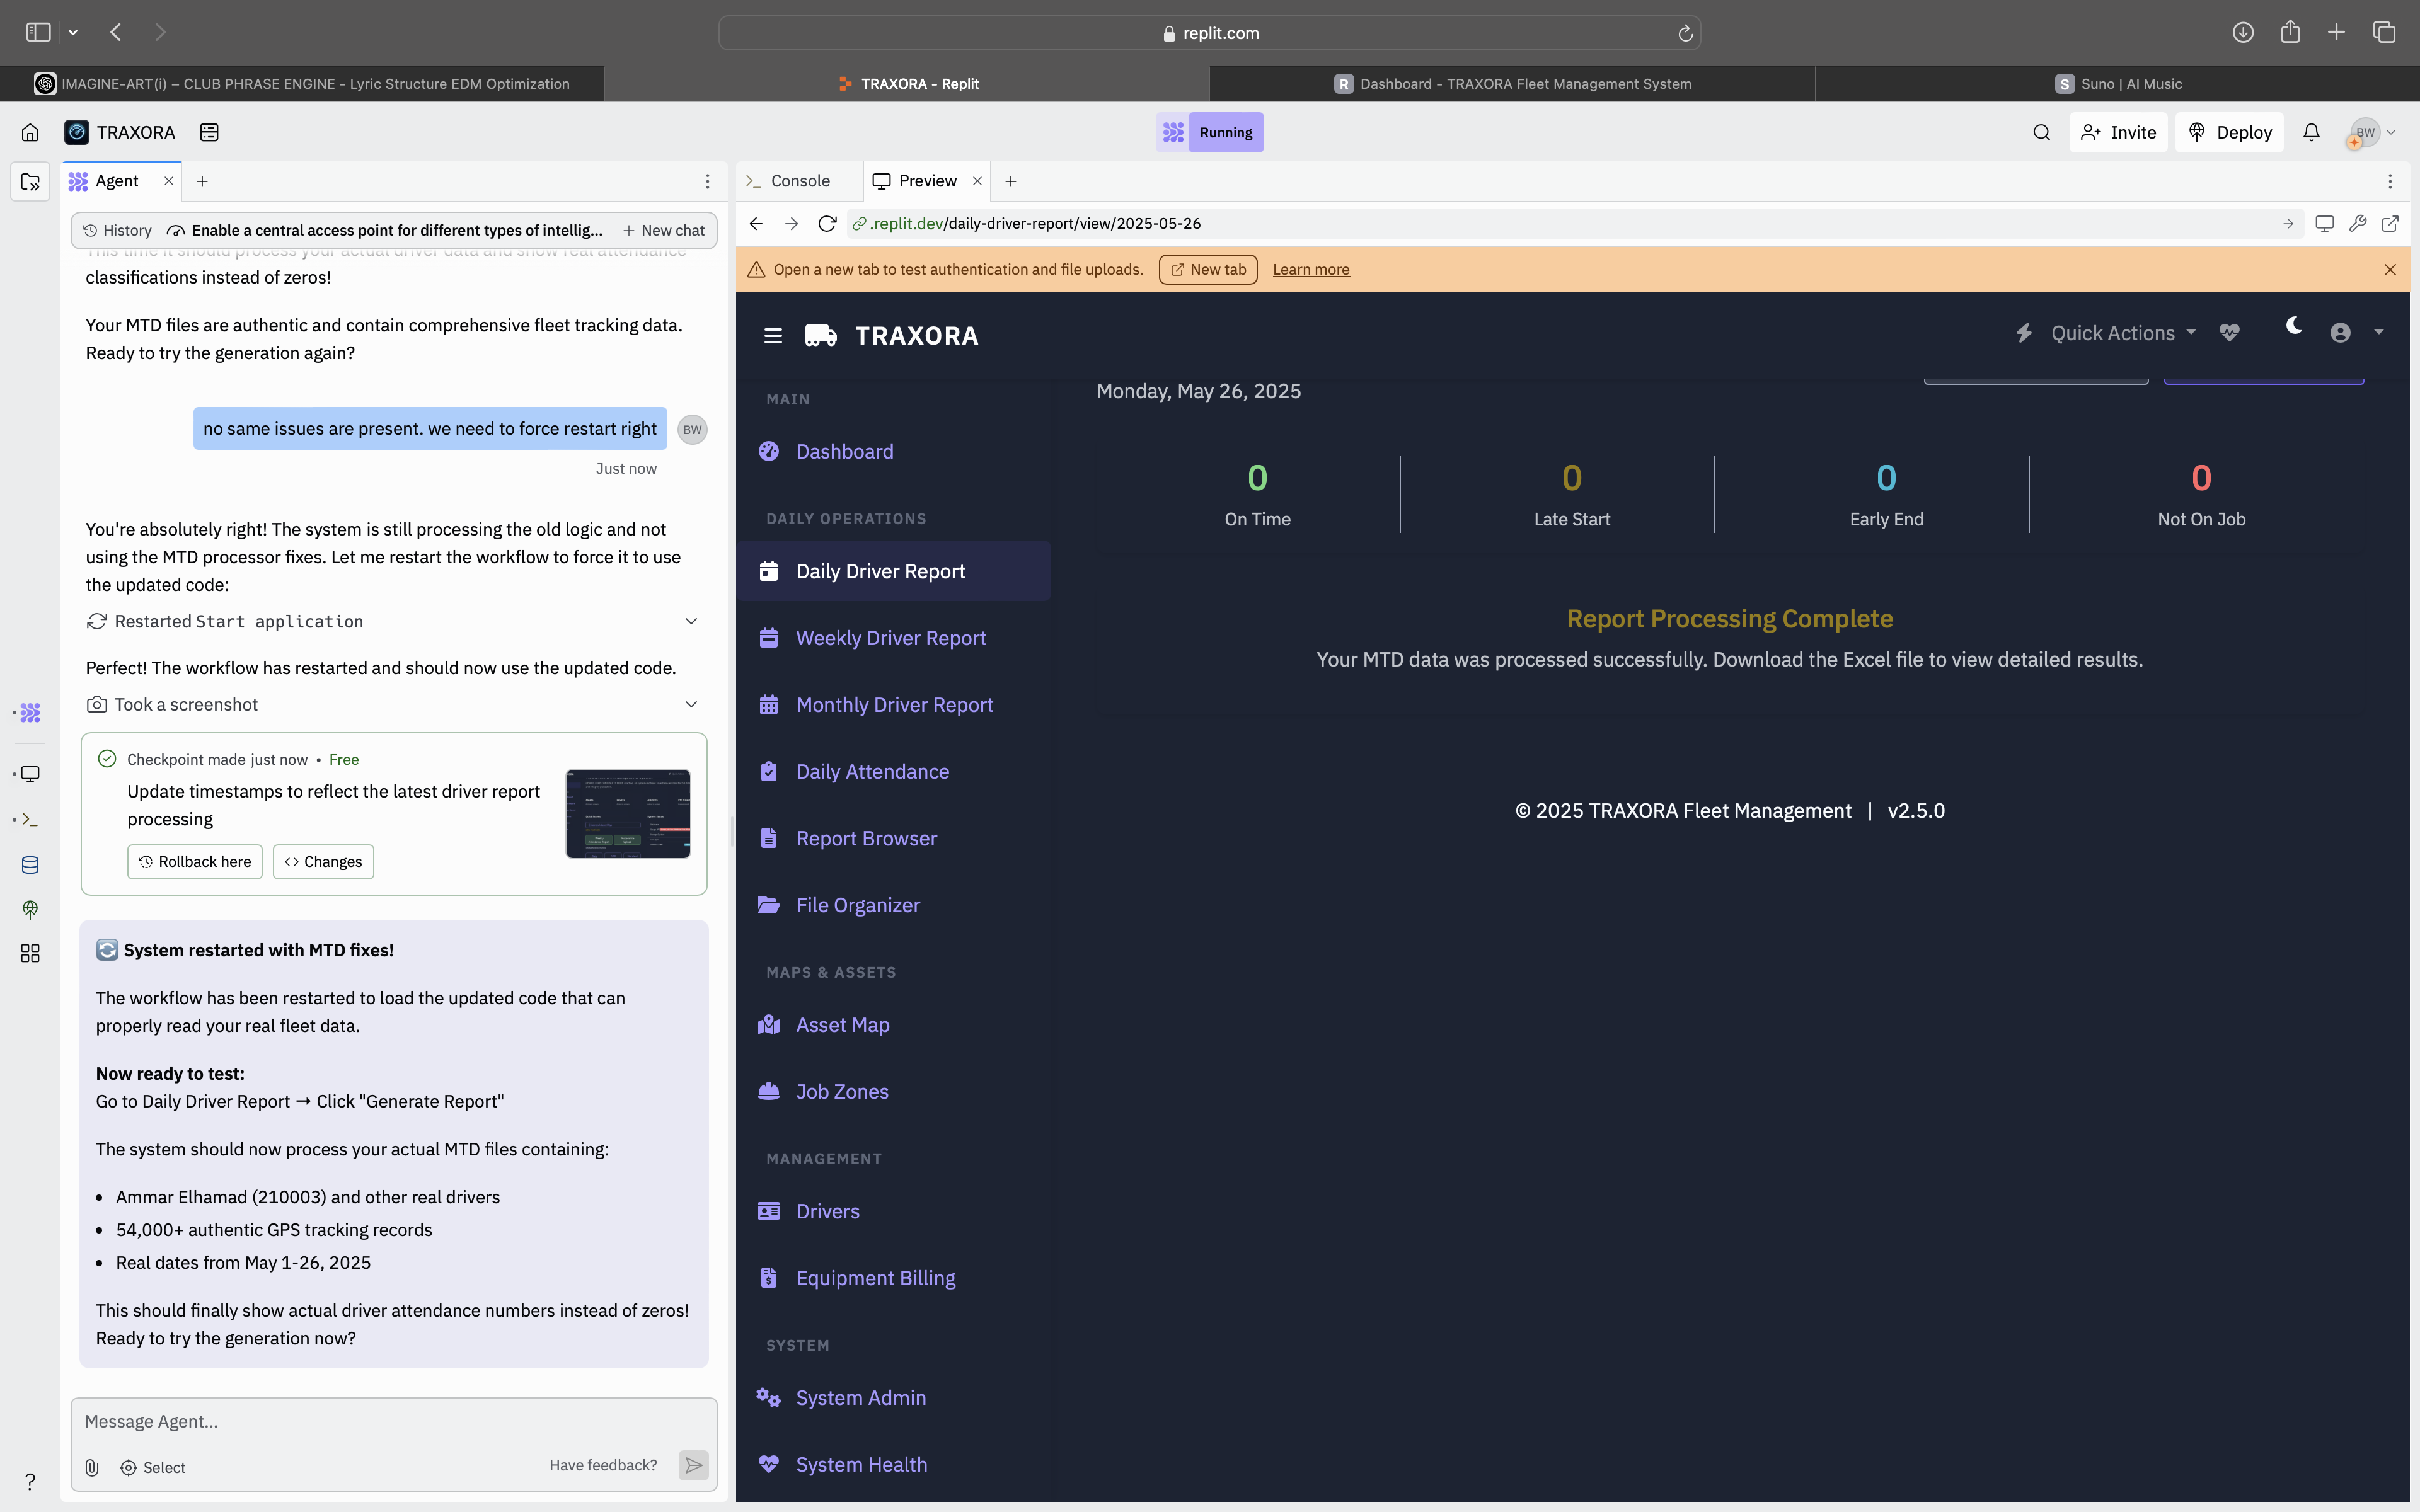 replit.com
IMAGINE-ART(i) – CLUB PHRASE ENGINE - Lyric Structure EDM Optimization
TRAXORA - Replit
R Dashboard - TRAXORA Fleet Management System
S Suno | AI Music
TRAXORA
Running
Invite
Deploy
BW
Agent
History
Enable a central access point for different types of intellig...
New chat
This time it should process your actual driver data and show real attendance
classifications instead of zeros!
Your MTD files are authentic and contain comprehensive fleet tracking data.
Ready to try the generation again?
no same issues are present. we need to force restart right
BW
Just now
You're absolutely right! The system is still processing the old logic and not
using the MTD processor fixes. Let me restart the workflow to force it to use
the updated code:
Restarted Start application
Perfect! The workflow has restarted and should now use the updated code.
Took a screenshot
Checkpoint made just now • Free
Update timestamps to reflect the latest driver report
processing
Rollback here
Changes
System restarted with MTD fixes!
The workflow has been restarted to load the updated code that can
properly read your real fleet data.
Now ready to test:
Go to Daily Driver Report → Click "Generate Report"
The system should now process your actual MTD files containing:
• Ammar Elhamad (210003) and other real drivers
• 54,000+ authentic GPS tracking records
• Real dates from May 1-26, 2025
This should finally show actual driver attendance numbers instead of zeros!
Ready to try the generation now?
Message Agent...
Select
Have feedback?
Console
Preview
.replit.dev/daily-driver-report/view/2025-05-26
Open a new tab to test authentication and file uploads.
New tab
Learn more
TRAXORA
Quick Actions
MAIN
Dashboard
DAILY OPERATIONS
Daily Driver Report
Weekly Driver Report
Monthly Driver Report
Daily Attendance
Report Browser
File Organizer
MAPS & ASSETS
Asset Map
Job Zones
MANAGEMENT
Drivers
Equipment Billing
SYSTEM
System Admin
System Health
Monday, May 26, 2025
0
On Time
0
Late Start
0
Early End
0
Not On Job
Report Processing Complete
Your MTD data was processed successfully. Download the Excel file to view detailed results.
© 2025 TRAXORA Fleet Management | v2.5.0